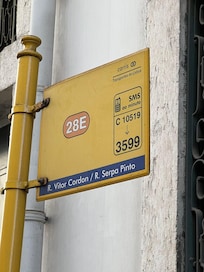 28E
SMS
C 10519
3599
R. Vitor Cordon / R. Serpa Pinto